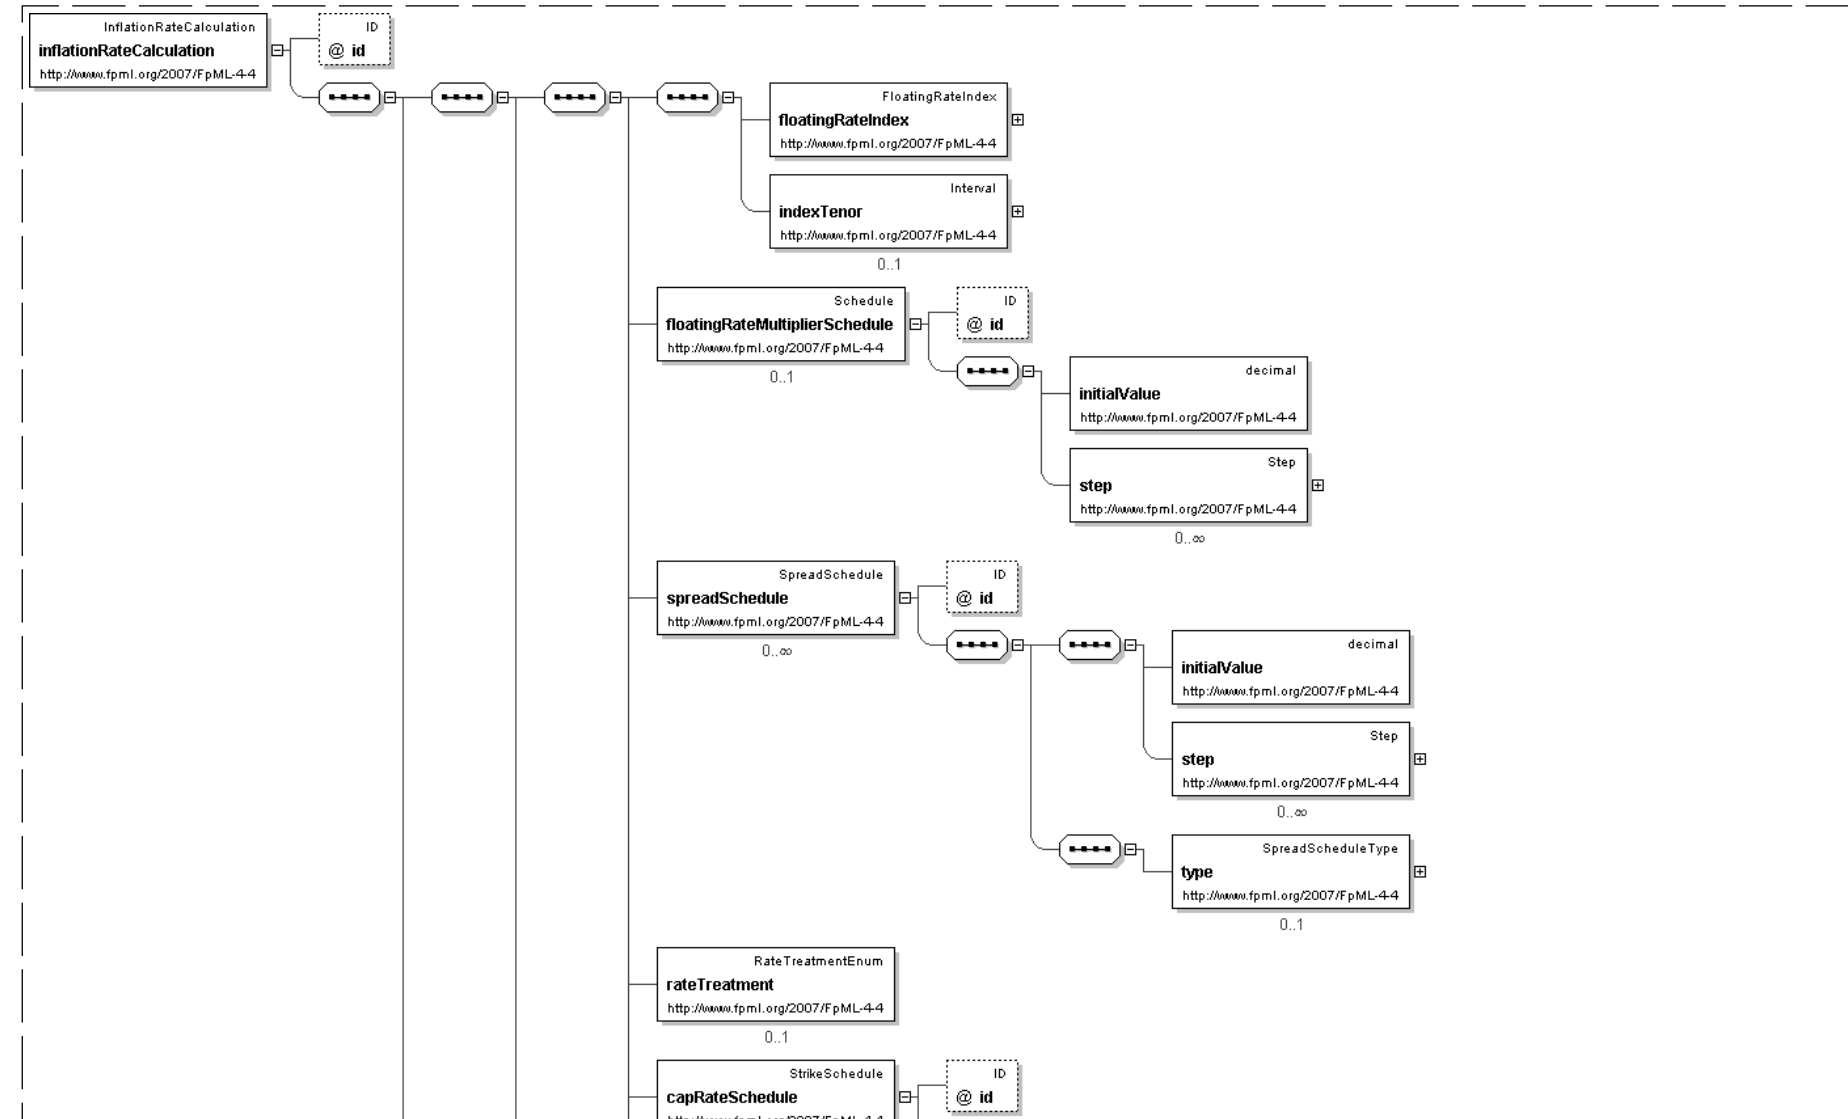 InflationRateCalculation
inflationRateCalculation
http://www.fpml.org/2007/FpML-4-4
ID
@ id
FloatingRateIndex
floatingRateIndex
http://www.fpml.org/2007/FpML-4-4
Interval
indexTenor
http://www.fpml.org/2007/FpML-4-4
0..1
Schedule
floatingRateMultiplierSchedule
http://www.fpml.org/2007/FpML-4-4
0..1
ID
@ id
decimal
initialValue
http://www.fpml.org/2007/FpML-4-4
Step
step
http://www.fpml.org/2007/FpML-4-4
0..∞
SpreadSchedule
spreadSchedule
http://www.fpml.org/2007/FpML-4-4
0..∞
ID
@ id
decimal
initialValue
http://www.fpml.org/2007/FpML-4-4
Step
step
http://www.fpml.org/2007/FpML-4-4
0..∞
SpreadScheduleType
type
http://www.fpml.org/2007/FpML-4-4
0..1
RateTreatmentEnum
rateTreatment
http://www.fpml.org/2007/FpML-4-4
0..1
StrikeSchedule
capRateSchedule
ID
@ id